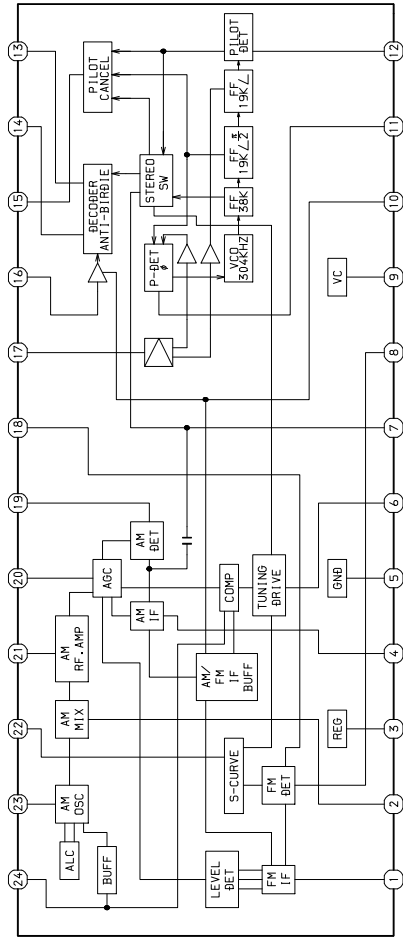 24 23 22 21 20 19 18 17 16 15 14 13
ALC
AM
OSC
AM
MIX
AM
RF.AMP
AGC
AM
DET
DECODER
ANTI-BIRDIE
PILOT
CANCEL
BUFF
AM
IF
P-DET
ø
STEREO
SW
LEVEL
DET
S-CURVE
AM/
FM
IF
BUFF
COMP
VCO
304KHZ
FF
38K
FF
19K/π/2
FF
19K/
PILOT
DET
FM
IF
FM
DET
TUNING
DRIVE
REG
GND
VC
1 2 3 4 5 6 7 8 9 10 11 12